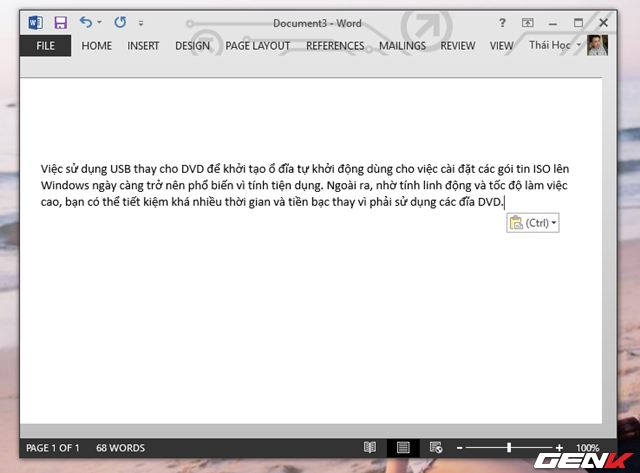 Document3 - Word
FILE HOME INSERT DESIGN PAGE LAYOUT REFERENCES MAILINGS REVIEW VIEW Thái Học
Việc sử dụng USB thay cho DVD để khởi tạo ổ đĩa tự khởi động dùng cho việc cài đặt các gói tin ISO lên
Windows ngày càng trở nên phổ biến vì tính tiện dụng. Ngoài ra, nhờ tính linh động và tốc độ làm việc
cao, bạn có thể tiết kiệm khá nhiều thời gian và tiền bạc thay vì phải sử dụng các đĩa DVD.
(Ctrl)
PAGE 1 OF 1 68 WORDS 100%
GENK